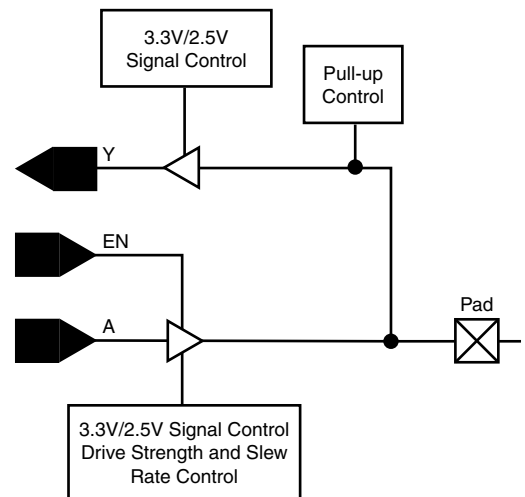 3.3V/2.5V
Signal Control
Pull-up
Control
Y
EN
A
Pad
3.3V/2.5V Signal Control
Drive Strength and Slew
Rate Control